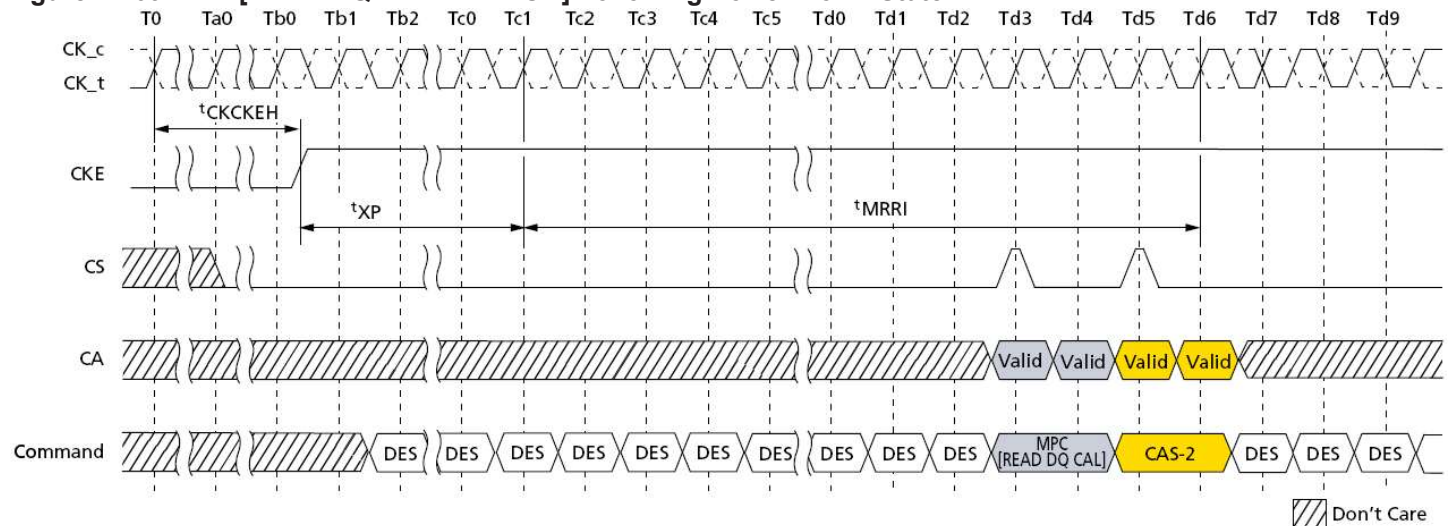 T0 Ta0 Tb0 Tb1 Tb2 Tc0 Tc1 Tc2 Tc3 Tc4 Tc5 Td0 Td1 Td2 Td3 Td4 Td5 Td6 Td7 Td8 Td9
CK_c
CK_t
tCKCKEH
CKE
tXP tMRRI
CS
CA Valid Valid Valid Valid
Command DES DES DES DES DES DES DES DES DES DES MPC [READ DQ CAL] CAS-2 DES DES DES
Don't Care